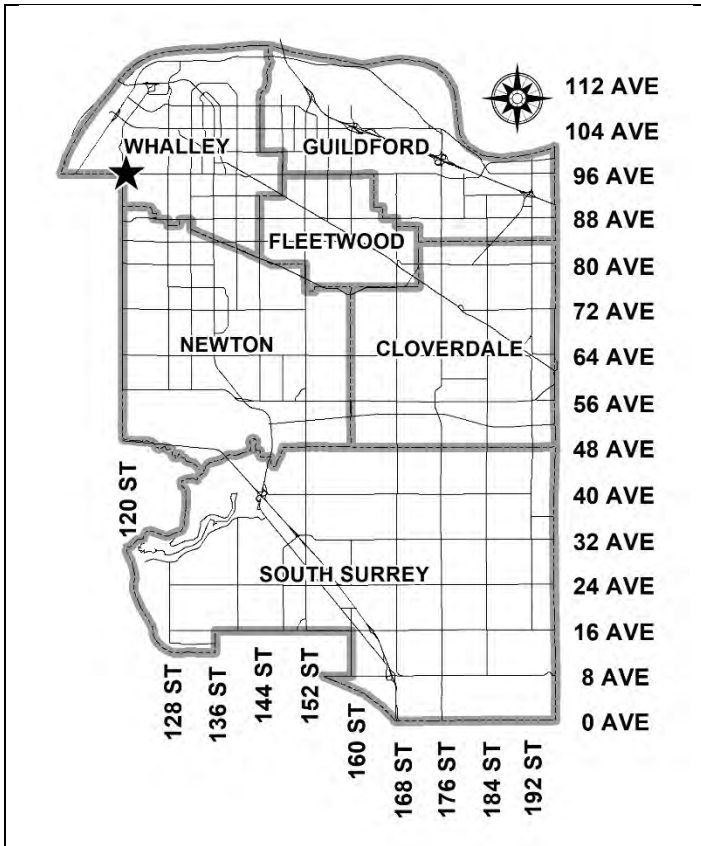 112 AVE
104 AVE
WHALLEY
GUILDFORD
96 AVE
88 AVE
FLEETWOOD
80 AVE
72 AVE
NEWTON
CLOVERDALE
64 AVE
56 AVE
48 AVE
120 ST
40 AVE
32 AVE
SOUTH SURREY
24 AVE
16 AVE
8 AVE
0 AVE
128 ST
136 ST
144 ST
152 ST
160 ST
168 ST
176 ST
184 ST
192 ST